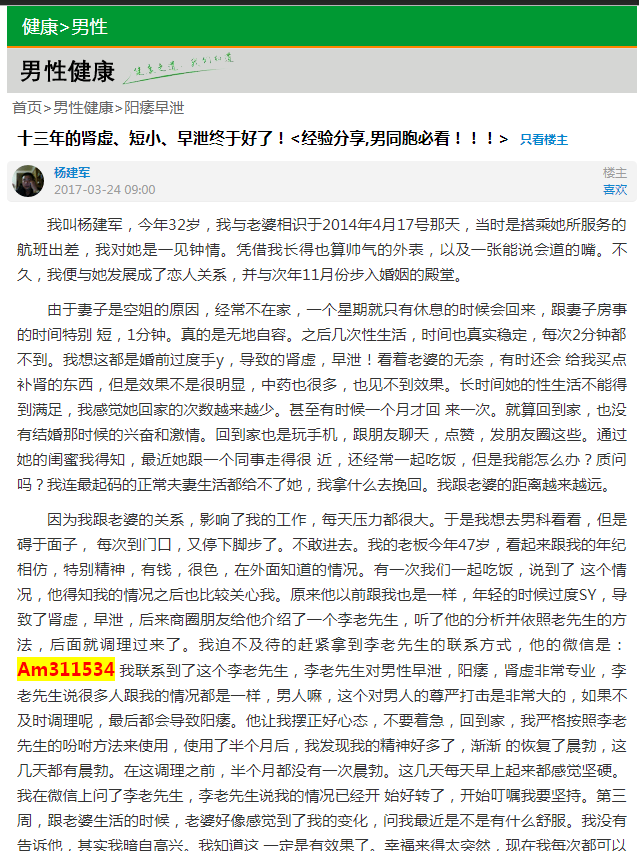 健康>男性
男性健康 健康之道，我们知道
首页>男性健康>阳痿早泄
十三年的肾虚、短小、早泄终于好了！<经验分享,男同胞必看！！！> 只看楼主
杨建军 楼主
2017-03-24 09:00 喜欢
我叫杨建军，今年32岁，我与老婆相识于2014年4月17号那天，当时是搭乘她所服务的
航班出差，我对她是一见钟情。凭借我长得也算帅气的外表，以及一张能说会道的嘴。不
久，我便与她发展成了恋人关系，并与次年11月份步入婚姻的殿堂。
由于妻子是空姐的原因，经常不在家，一个星期就只有休息的时候会回来，跟妻子房事
的时间特别 短，1分钟。真的是无地自容。之后几次性生活，时间也真实稳定，每次2分钟都
不到。我想这都是婚前过度手y，导致的肾虚，早泄！看着老婆的无奈，有时还会 给我买点
补肾的东西，但是效果不是很明显，中药也很多，也见不到效果。长时间她的性生活不能得
到满足，我感觉她回家的次数越来越少。甚至有时候一个月才回 来一次。就算回到家，也没
有结婚那时候的兴奋和激情。回到家也是玩手机，跟朋友聊天，点赞，发朋友圈这些。通过
她的闺蜜我得知，最近她跟一个同事走得很 近，还经常一起吃饭，但是我能怎么办？质问
吗？我连最起码的正常夫妻生活都给不了她，我拿什么去挽回。我跟老婆的距离越来越远。
因为我跟老婆的关系，影响了我的工作，每天压力都很大。于是我想去男科看看，但是
碍于面子， 每次到门口，又停下脚步了。不敢进去。我的老板今年47岁，看起来跟我的年纪
相仿，特别精神，有钱，很色，在外面知道的情况。有一次我们一起吃饭，说到了 这个情
况，他得知我的情况之后也比较关心我。原来他以前跟我也是一样，年轻的时候过度SY，导
致了肾虚，早泄，后来商圈朋友给他介绍了一个李老先生，听了他的分析并依照老先生的方
法，后面就调理过来了。我迫不及待的赶紧拿到李老先生的联系方式，他的微信是：
Am311534 我联系到了这个李老先生，李老先生对男性早泄，阳痿，肾虚非常专业，李
老先生说很多人跟我的情况都是一样，男人嘛，这个对男人的尊严打击是非常大的，如果不
及时调理呢，最后都会导致阳痿。他让我摆正好心态，不要着急，回到家，我严格按照李老
先生的吩咐方法来使用，使用了半个月后，我发现我的精神好多了，渐渐 的恢复了晨勃，这
几天都有晨勃。在这调理之前，半个月都没有一次晨勃。这几天每天早上起来都感觉坚硬。
我在微信上问了李老先生，李老先生说我的情况已经开 始好转了，开始叮嘱我要坚持。第三
周，跟老婆生活的时候，老婆好像感觉到了我的变化，问我最近是不是有什么舒服。我没有
告诉他，其实我暗自高兴。我知道这 一定是有效果了。幸福来得太突然，现在我每次都可以